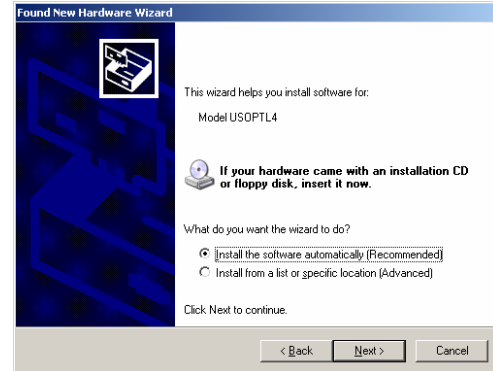 Found New Hardware Wizard
This wizard helps you install software for:
Model USOPTL4
If your hardware came with an installation CD
or floppy disk, insert it now.
What do you want the wizard to do?
Install the software automatically (Recommended)
Install from a list or specific location (Advanced)
Click Next to continue.
< Back Next > Cancel